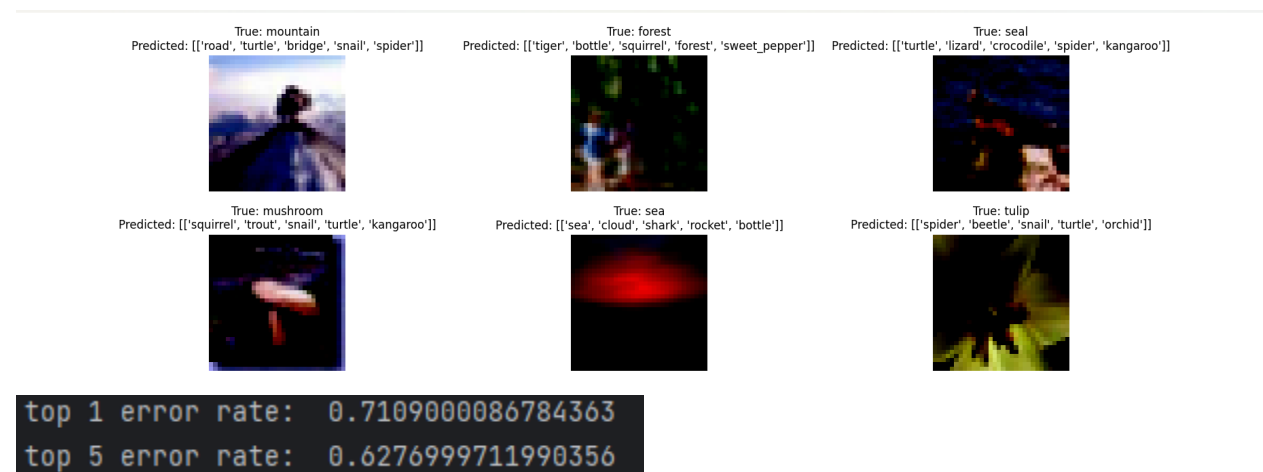 True: mountain
Predicted: [['road', 'turtle', 'bridge', 'snail', 'spider']]
True: forest
Predicted: [['tiger', 'bottle', 'squirrel', 'forest', 'sweet_pepper']]
True: seal
Predicted: [['turtle', 'lizard', 'crocodile', 'spider', 'kangaroo']]
True: mushroom
Predicted: [['squirrel', 'trout', 'snail', 'turtle', 'kangaroo']]
True: sea
Predicted: [['sea', 'cloud', 'shark', 'rocket', 'bottle']]
True: tulip
Predicted: [['spider', 'beetle', 'snail', 'turtle', 'orchid']]
top 1 error rate:  0.7109000086784363
top 5 error rate:  0.6276999711990356